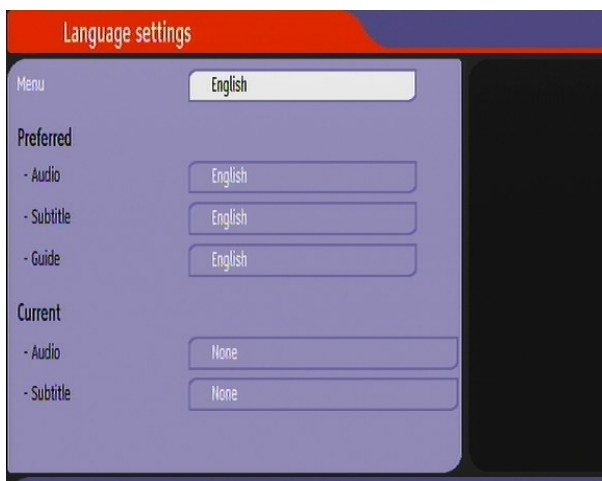 Language settings
Menu English
Preferred
- Audio English
- Subtitle English
- Guide English
Current
- Audio None
- Subtitle None